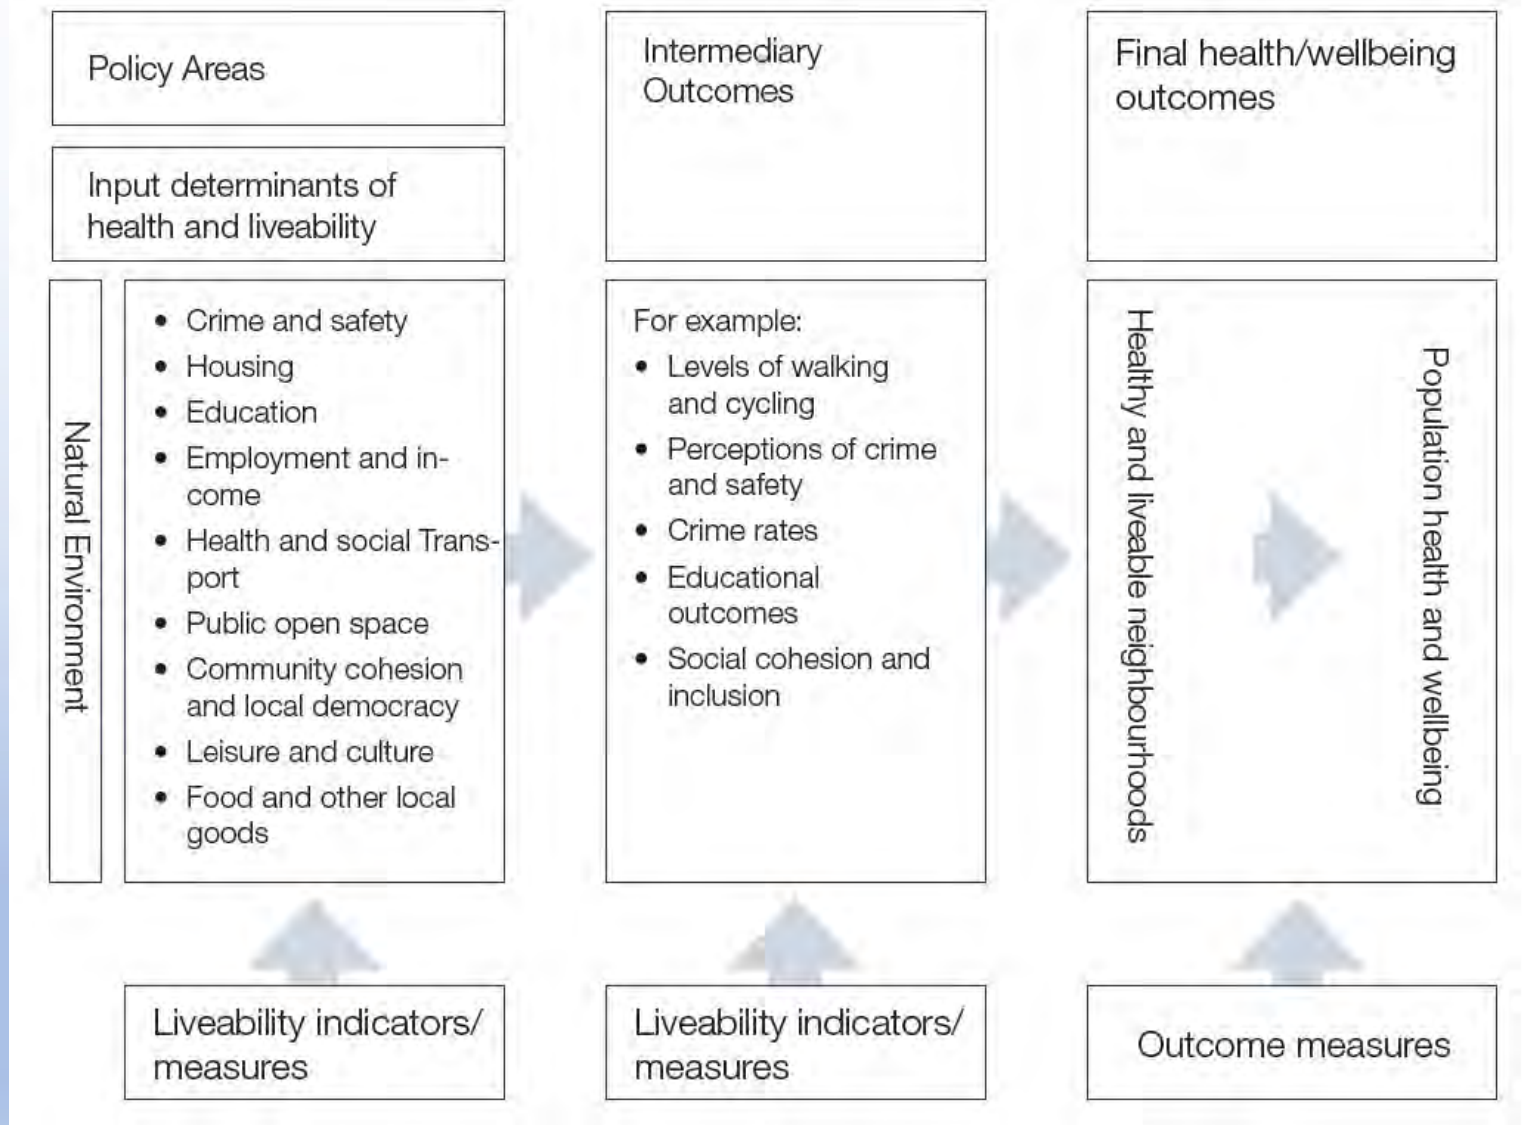 Policy Areas
Input determinants of
health and liveability
Natural Environment
• Crime and safety
• Housing
• Education
• Employment and in-
come
• Health and social Trans-
port
• Public open space
• Community cohesion
and local democracy
• Leisure and culture
• Food and other local
goods
Liveability indicators/
measures
Intermediary
Outcomes
For example:
• Levels of walking
and cycling
• Perceptions of crime
and safety
• Crime rates
• Educational
outcomes
• Social cohesion and
inclusion
Liveability indicators/
measures
Final health/wellbeing
outcomes
Healthy and liveable neighbourhoods
Population health and wellbeing
Outcome measures